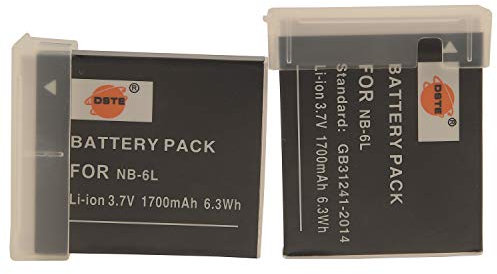 DSTE®
BATTERY PACK
FOR NB-6L
Li-ion 3.7V 1700mAh 6.3Wh
DSTE®
BATTERY PACK
FOR NB-6L
Standard: GB31241-2014
Li-ion 3.7V 1700mAh 6.3Wh